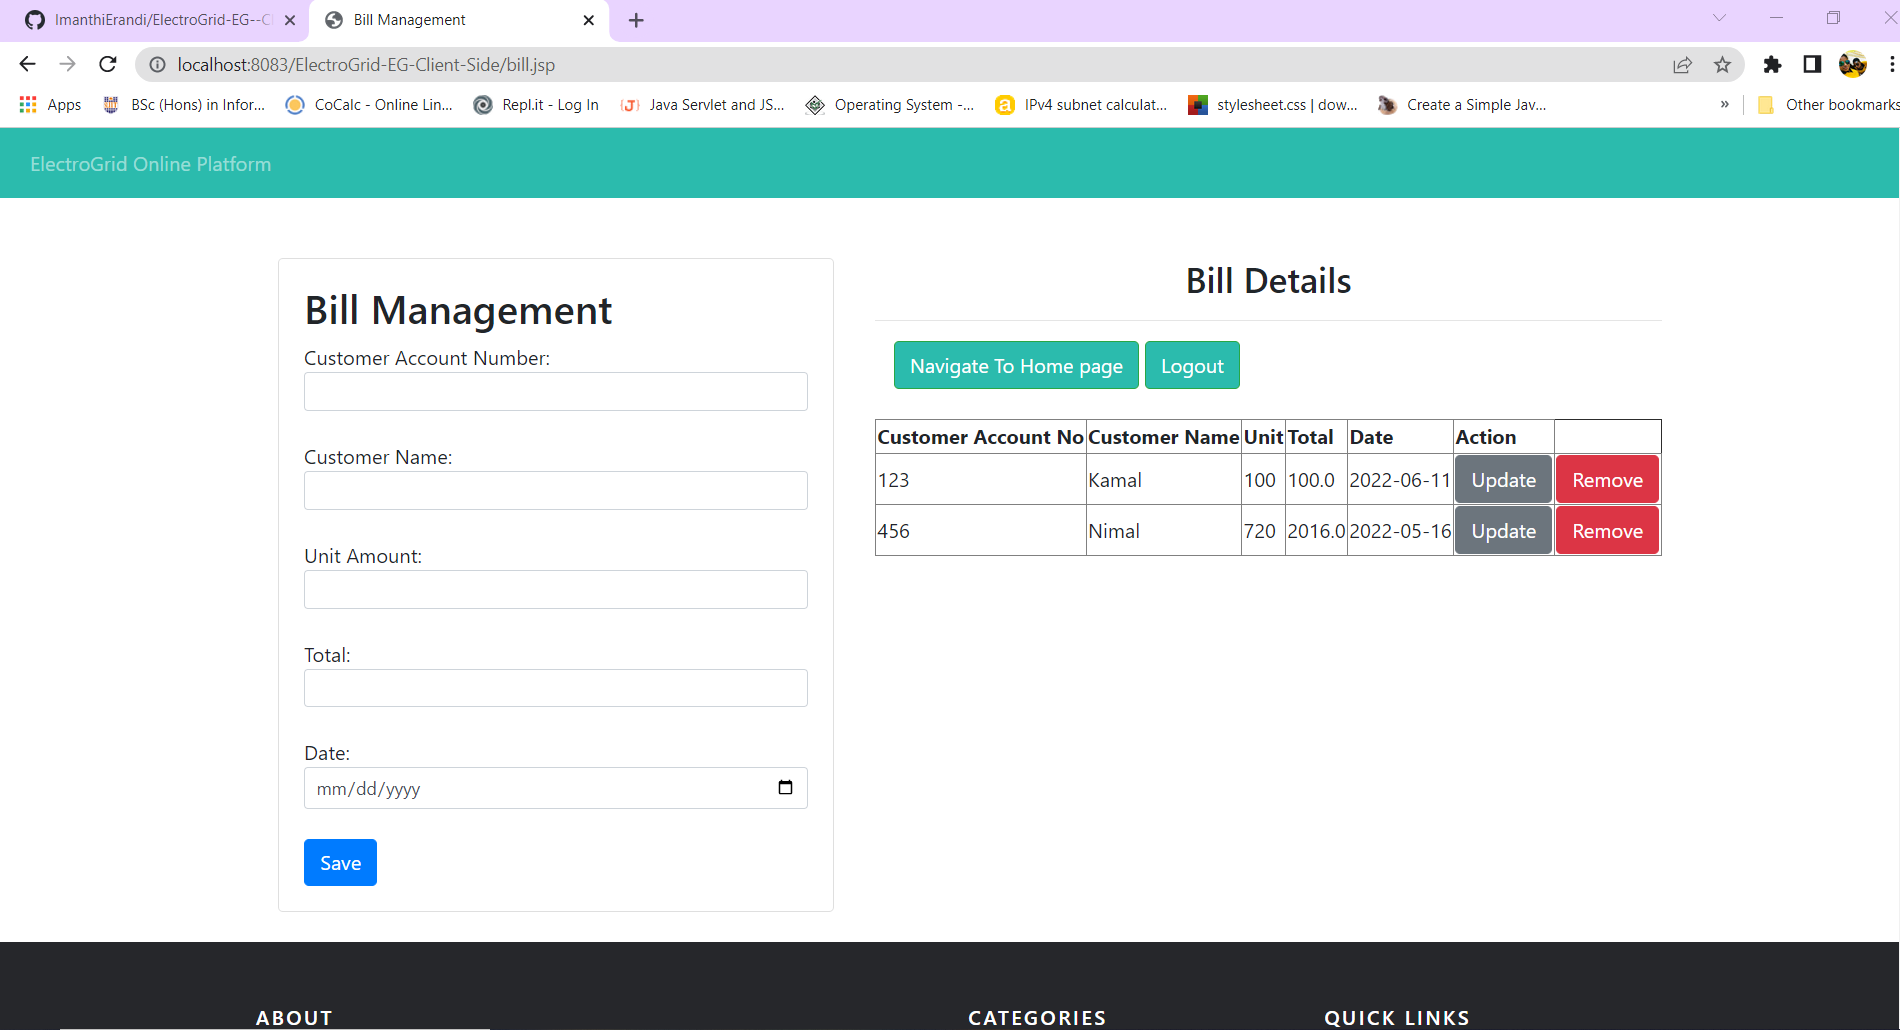 ImanthiErandi/ElectroGrid-EG--Cl
Bill Management
localhost:8083/ElectroGrid-EG-Client-Side/bill.jsp
Apps
BSc (Hons) in Infor...
CoCalc - Online Lin...
Repl.it - Log In
Java Servlet and JS...
Operating System -...
IPv4 subnet calculat...
stylesheet.css | dow...
Create a Simple Jav...
»
Other bookmarks
ElectroGrid Online Platform
Bill Management
Customer Account Number:
Customer Name:
Unit Amount:
Total:
Date:
mm/dd/yyyy
Save
Bill Details
Navigate To Home page Logout
Customer Account No Customer Name Unit Total Date Action
123 Kamal 100 100.0 2022-06-11 Update Remove
456 Nimal 720 2016.0 2022-05-16 Update Remove
ABOUT CATEGORIES QUICK LINKS